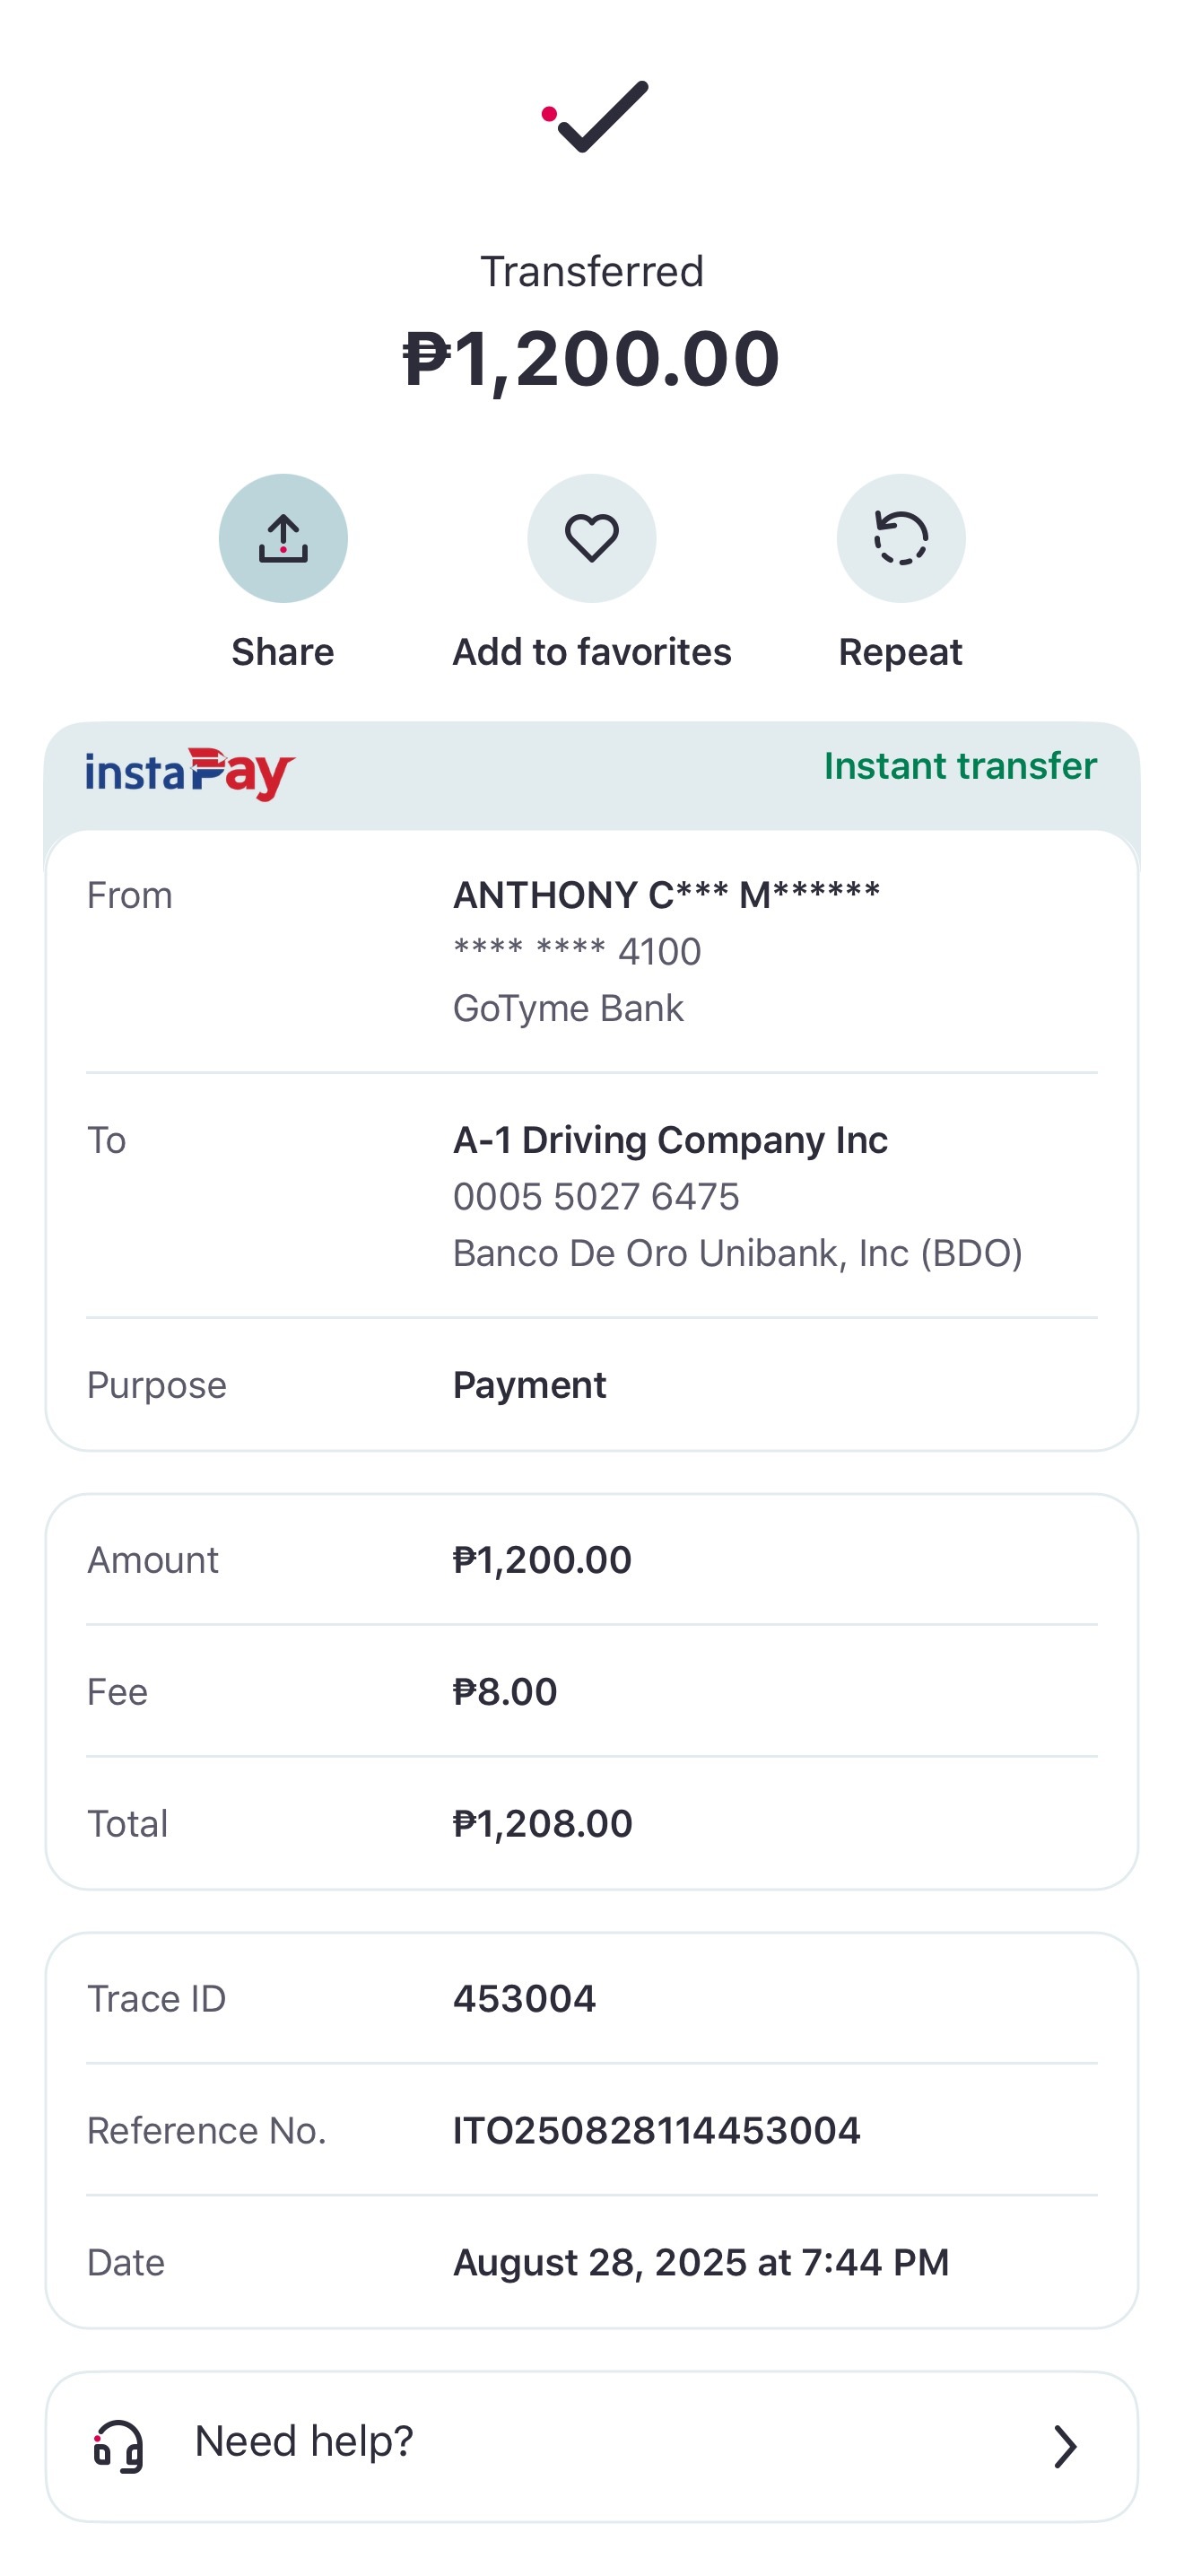 Transferred
₱1,200.00
Share
Add to favorites
Repeat
instaPay
Instant transfer
From
ANTHONY C*** M******
**** **** 4100
GoTyme Bank
To
A-1 Driving Company Inc
0005 5027 6475
Banco De Oro Unibank, Inc (BDO)
Purpose
Payment
Amount
₱1,200.00
Fee
₱8.00
Total
₱1,208.00
Trace ID
453004
Reference No.
ITO250828114453004
Date
August 28, 2025 at 7:44 PM
Need help?